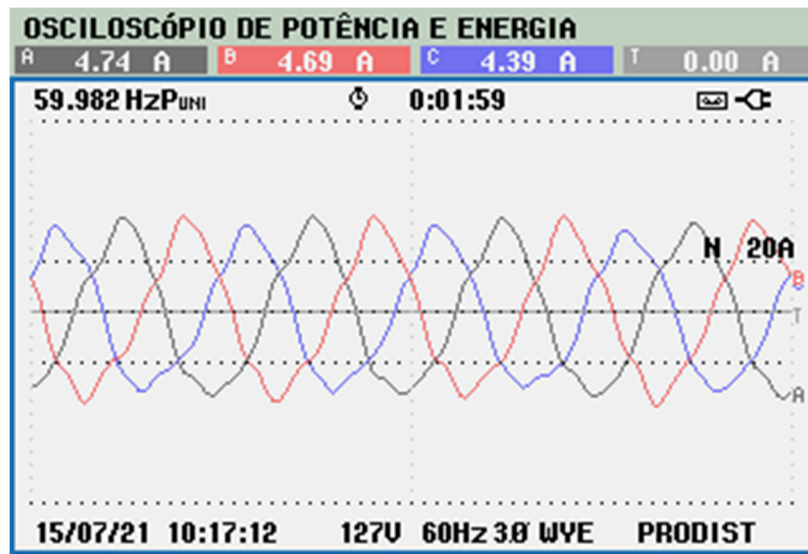 OSCILOSCÓPIO DE POTÊNCIA E ENERGIA
A 4.74 A B 4.69 A C 4.39 A T 0.00 A
59.982 HzPUNI 0:01:59
N 20A
B
T
A
15/07/21 10:17:12 127V 60Hz 3.Ø WYE PRODIST